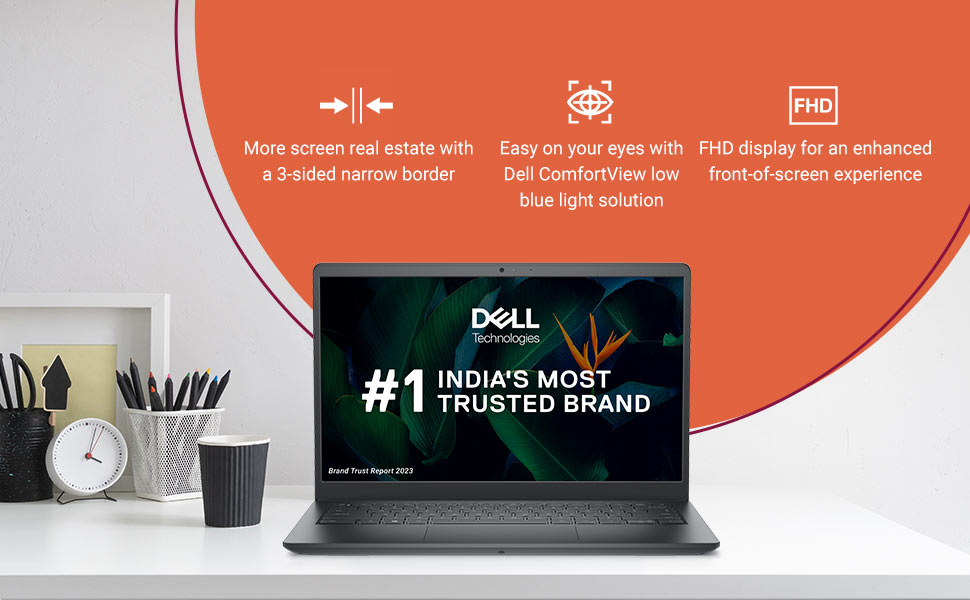 FHD
More screen real estate with
a 3-sided narrow border
Easy on your eyes with
Dell ComfortView low
blue light solution
FHD display for an enhanced
front-of-screen experience
DELL
Technologies
#1 INDIA'S MOST
TRUSTED BRAND
Brand Trust Report 2023